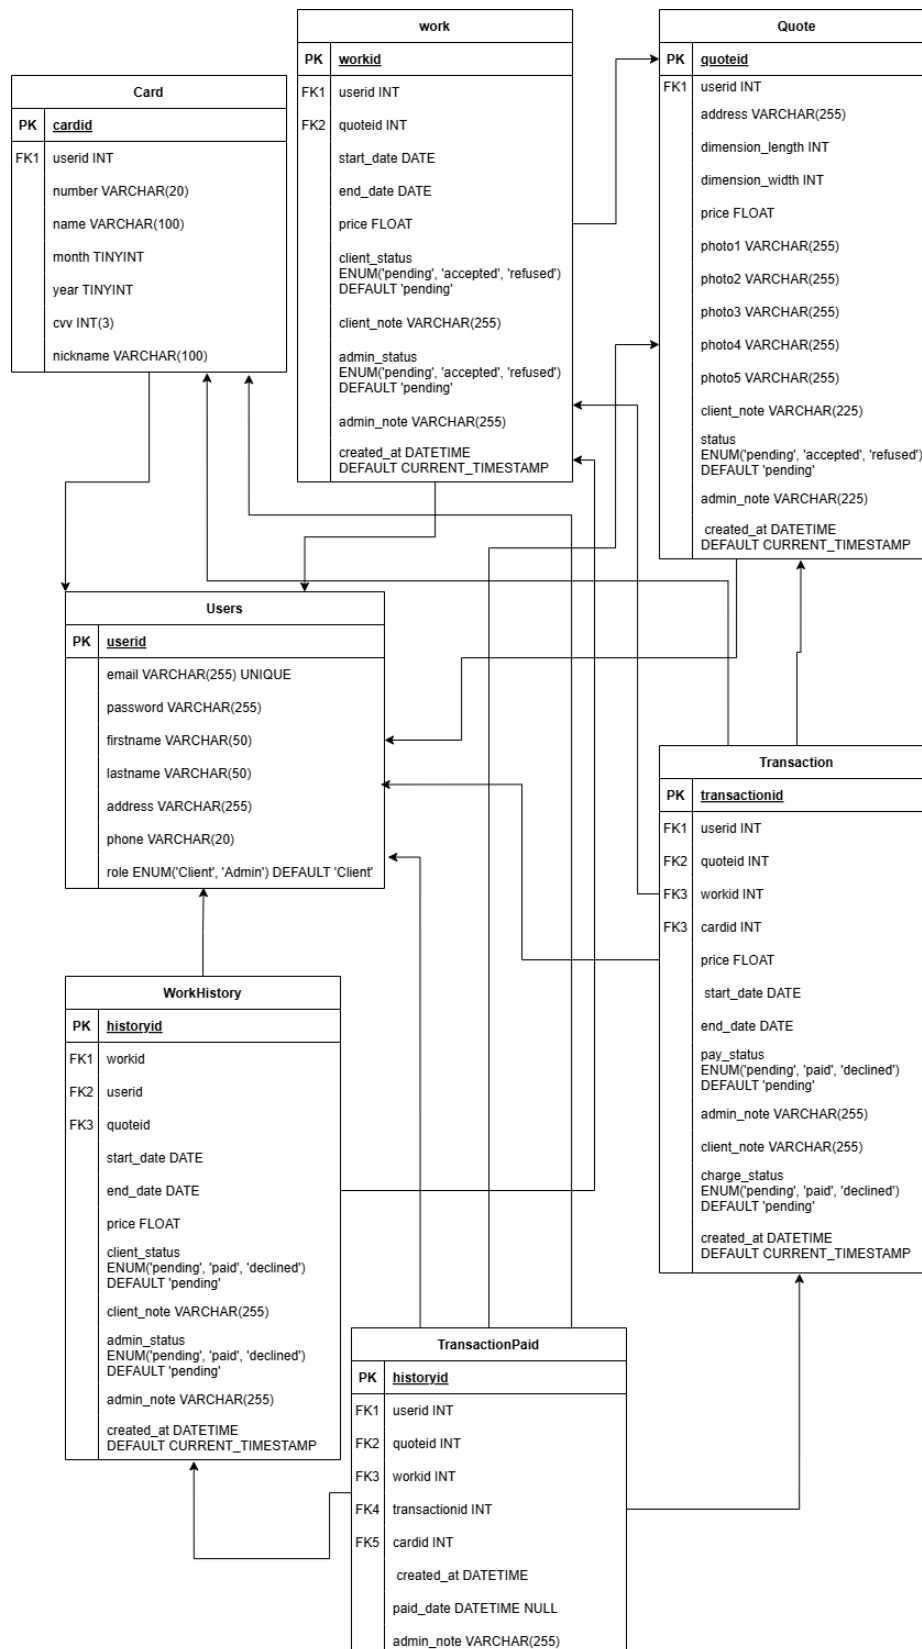 work
PK workid
FK1 userid INT
FK2 quoteid INT
start_date DATE
end_date DATE
price FLOAT
client_status
ENUM('pending', 'accepted', 'refused')
DEFAULT 'pending'
client_note VARCHAR(255)
admin_status
ENUM('pending', 'accepted', 'refused')
DEFAULT 'pending'
admin_note VARCHAR(255)
created_at DATETIME
DEFAULT CURRENT_TIMESTAMP
Quote
PK quoteid
FK1 userid INT
address VARCHAR(255)
dimension_length INT
dimension_width INT
price FLOAT
photo1 VARCHAR(255)
photo2 VARCHAR(255)
photo3 VARCHAR(255)
photo4 VARCHAR(255)
photo5 VARCHAR(255)
client_note VARCHAR(225)
status
ENUM('pending', 'accepted', 'refused')
DEFAULT 'pending'
admin_note VARCHAR(225)
created_at DATETIME
DEFAULT CURRENT_TIMESTAMP
Card
PK cardid
FK1 userid INT
number VARCHAR(20)
name VARCHAR(100)
month TINYINT
year TINYINT
cvv INT(3)
nickname VARCHAR(100)
Users
PK userid
email VARCHAR(255) UNIQUE
password VARCHAR(255)
firstname VARCHAR(50)
lastname VARCHAR(50)
address VARCHAR(255)
phone VARCHAR(20)
role ENUM('Client', 'Admin') DEFAULT 'Client'
Transaction
PK transactionid
FK1 userid INT
FK2 quoteid INT
FK3 workid INT
FK3 cardid INT
price FLOAT
start_date DATE
end_date DATE
pay_status
ENUM('pending', 'paid', 'declined')
DEFAULT 'pending'
admin_note VARCHAR(255)
client_note VARCHAR(255)
charge_status
ENUM('pending', 'paid', 'declined')
DEFAULT 'pending'
created_at DATETIME
DEFAULT CURRENT_TIMESTAMP
WorkHistory
PK historyid
FK1 workid
FK2 userid
FK3 quoteid
start_date DATE
end_date DATE
price FLOAT
client_status
ENUM('pending', 'paid', 'declined')
DEFAULT 'pending'
client_note VARCHAR(255)
admin_status
ENUM('pending', 'paid', 'declined')
DEFAULT 'pending'
admin_note VARCHAR(255)
created_at DATETIME
DEFAULT CURRENT_TIMESTAMP
TransactionPaid
PK historyid
FK1 userid INT
FK2 quoteid INT
FK3 workid INT
FK4 transactionid INT
FK5 cardid INT
created_at DATETIME
paid_date DATETIME NULL
admin_note VARCHAR(255)